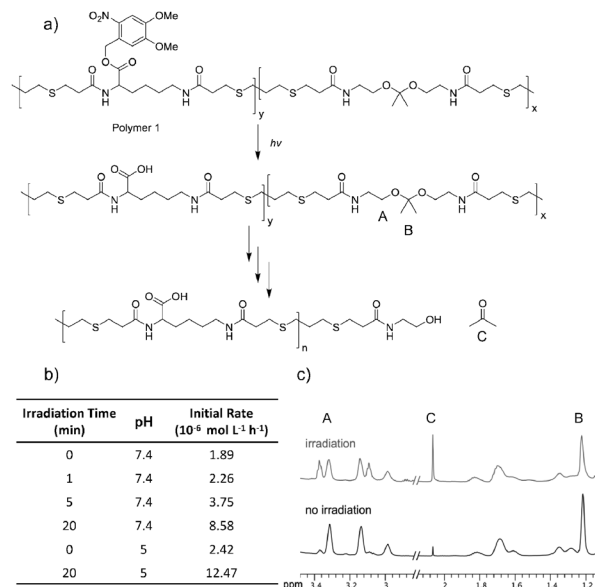 a)
O₂N OMe
OMe
O O
O O
S N H N H S S N H O O N H S
y x
Polymer 1
hν
O OH
O O O O
S N H N H S S N H O O N H S
y A B x
O OH
O O O O
S N H N H S S N H OH
n C
b)
Irradiation Time (min) pH Initial Rate (10⁻⁶ mol L⁻¹ h⁻¹)
0 7.4 1.89
1 7.4 2.26
5 7.4 3.75
20 7.4 8.58
0 5 2.42
20 5 12.47
c)
A C B
irradiation
no irradiation
ppm 3.4 3.2 3 2 1.8 1.6 1.4 1.2